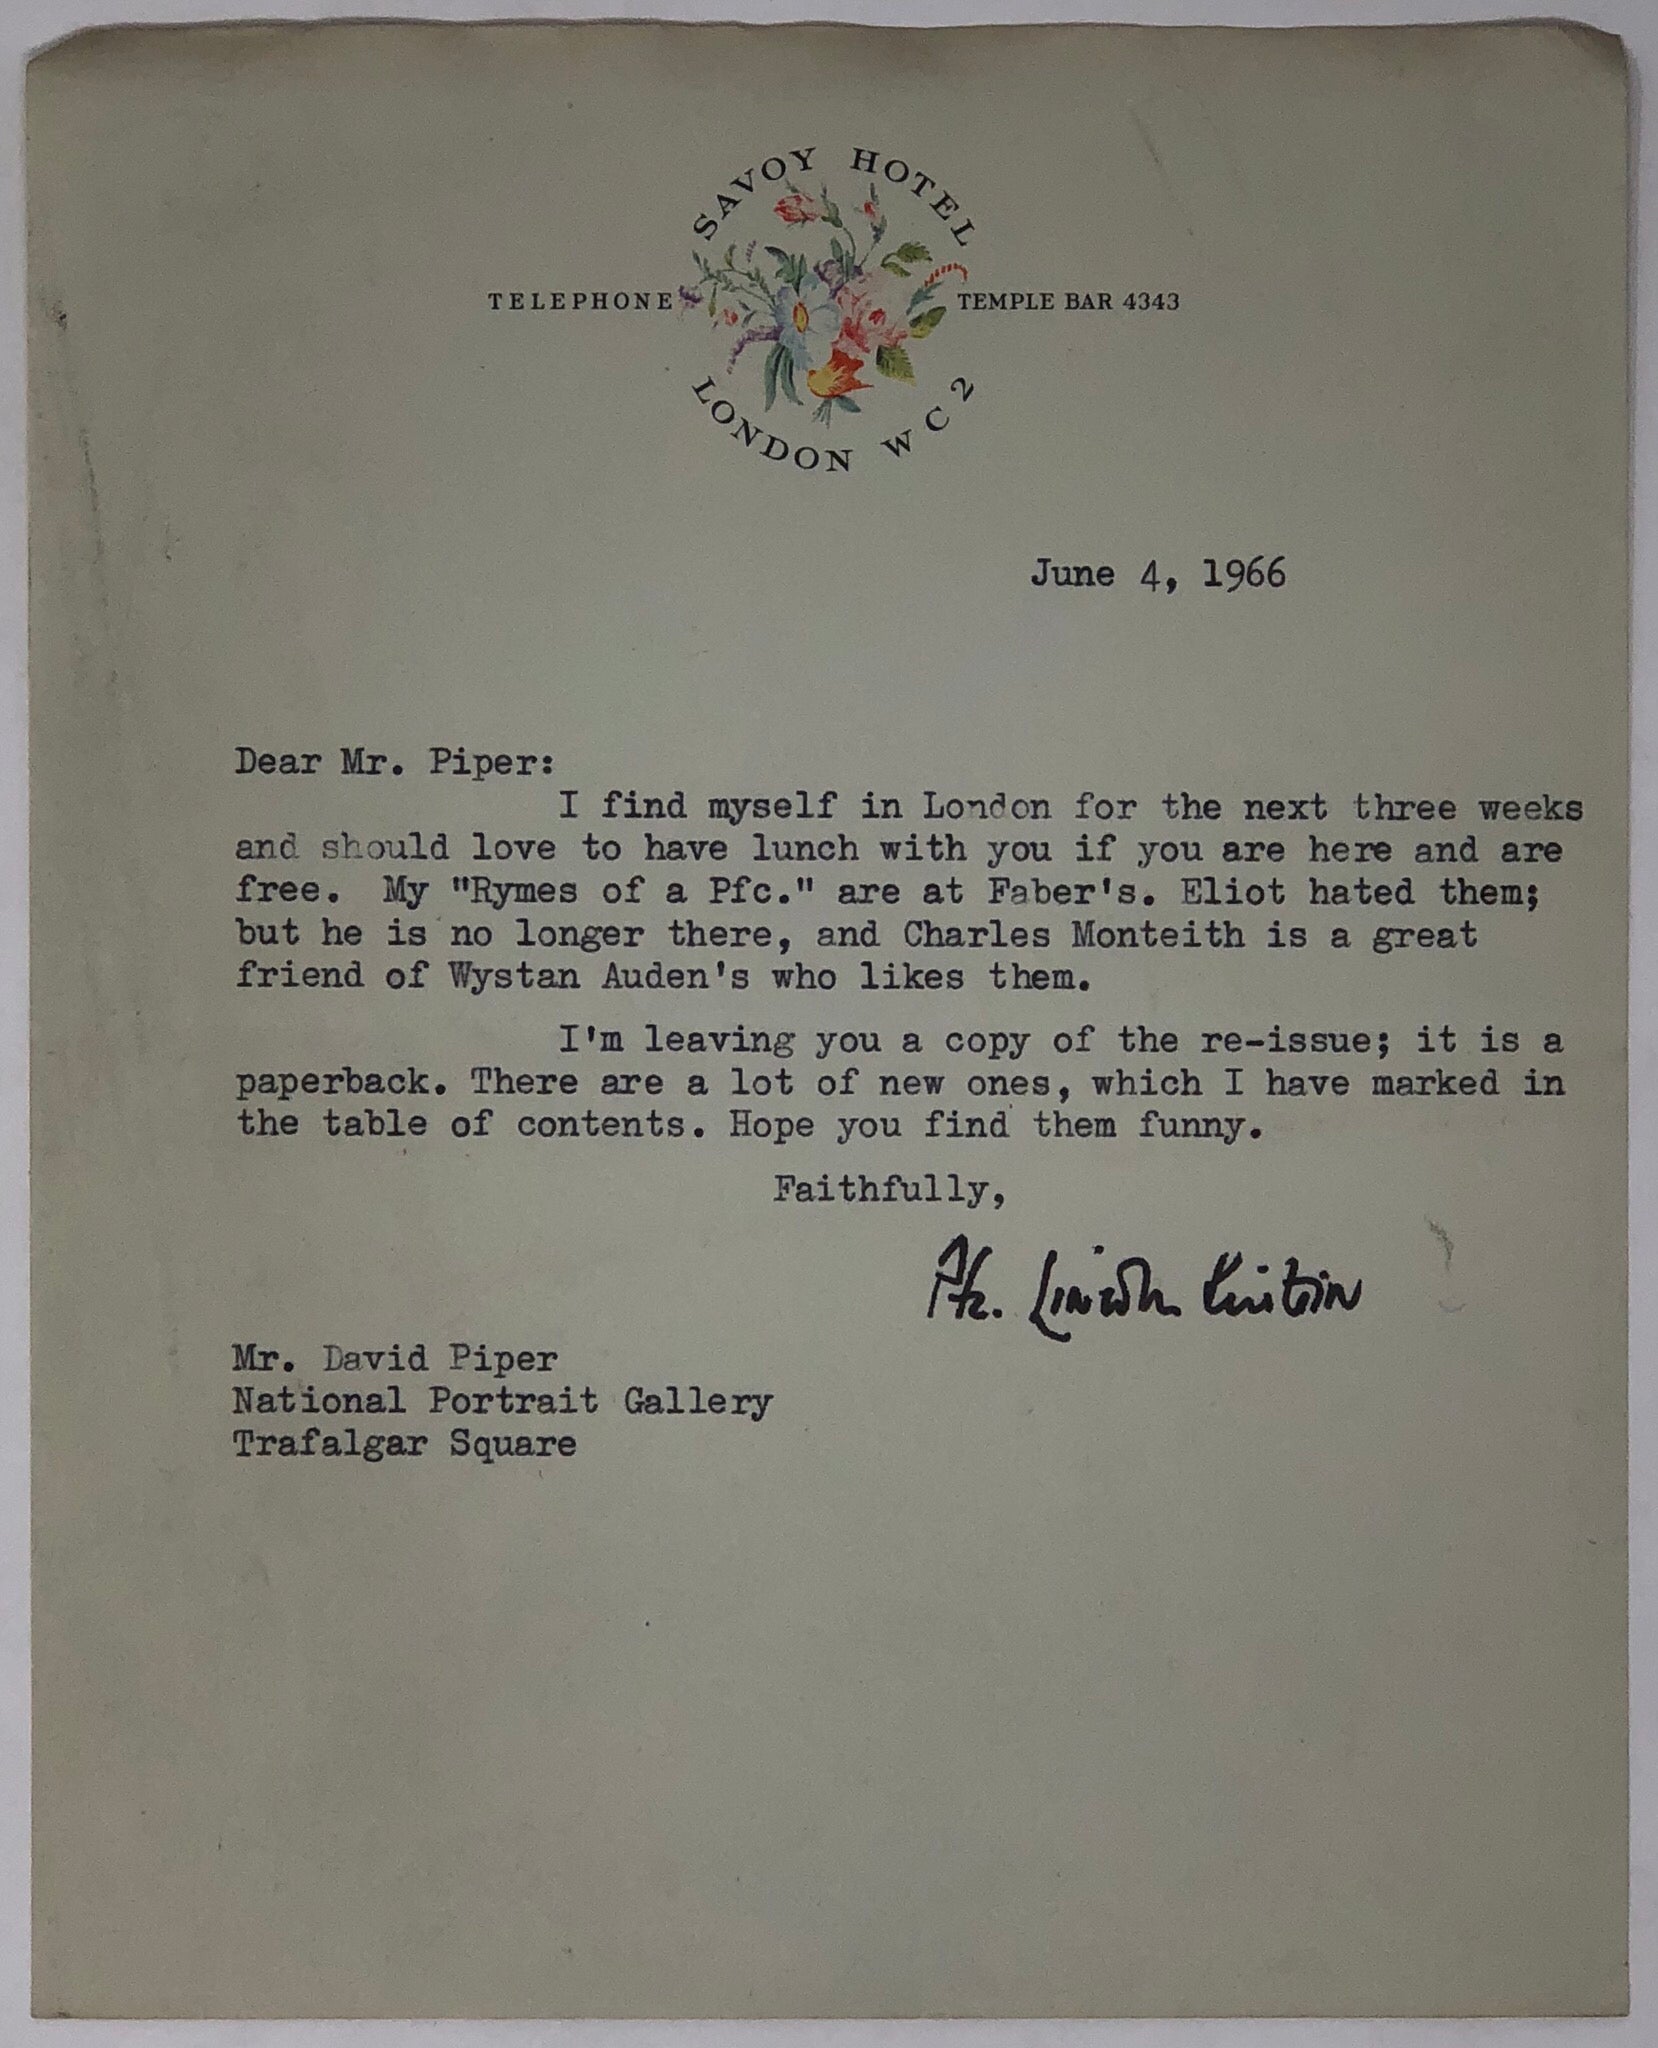 SAVOY HOTEL
TELEPHONE TEMPLE BAR 4343
LONDON WC2
June 4, 1966
Dear Mr. Piper:
I find myself in London for the next three weeks
and should love to have lunch with you if you are here and are
free. My "Rymes of a Pfc." are at Faber's. Eliot hated them;
but he is no longer there, and Charles Monteith is a great
friend of Wystan Auden's who likes them.
I'm leaving you a copy of the re-issue; it is a
paperback. There are a lot of new ones, which I have marked in
the table of contents. Hope you find them funny.
Faithfully,
Pfc. Lincoln Kirstein
Mr. David Piper
National Portrait Gallery
Trafalgar Square